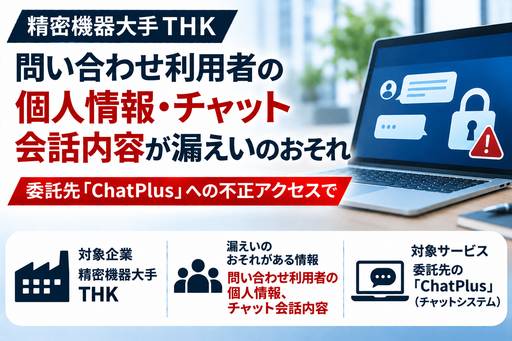 精密機器大手 THK
問い合わせ利用者の
個人情報・チャット
会話内容が漏えいのおそれ
委託先「ChatPlus」への不正アクセスで
対象企業
精密機器大手
THK
漏えいの
おそれがある情報
問い合わせ利用者の
個人情報、
チャット会話内容
対象サービス
委託先の
「ChatPlus」
（チャットシステム）